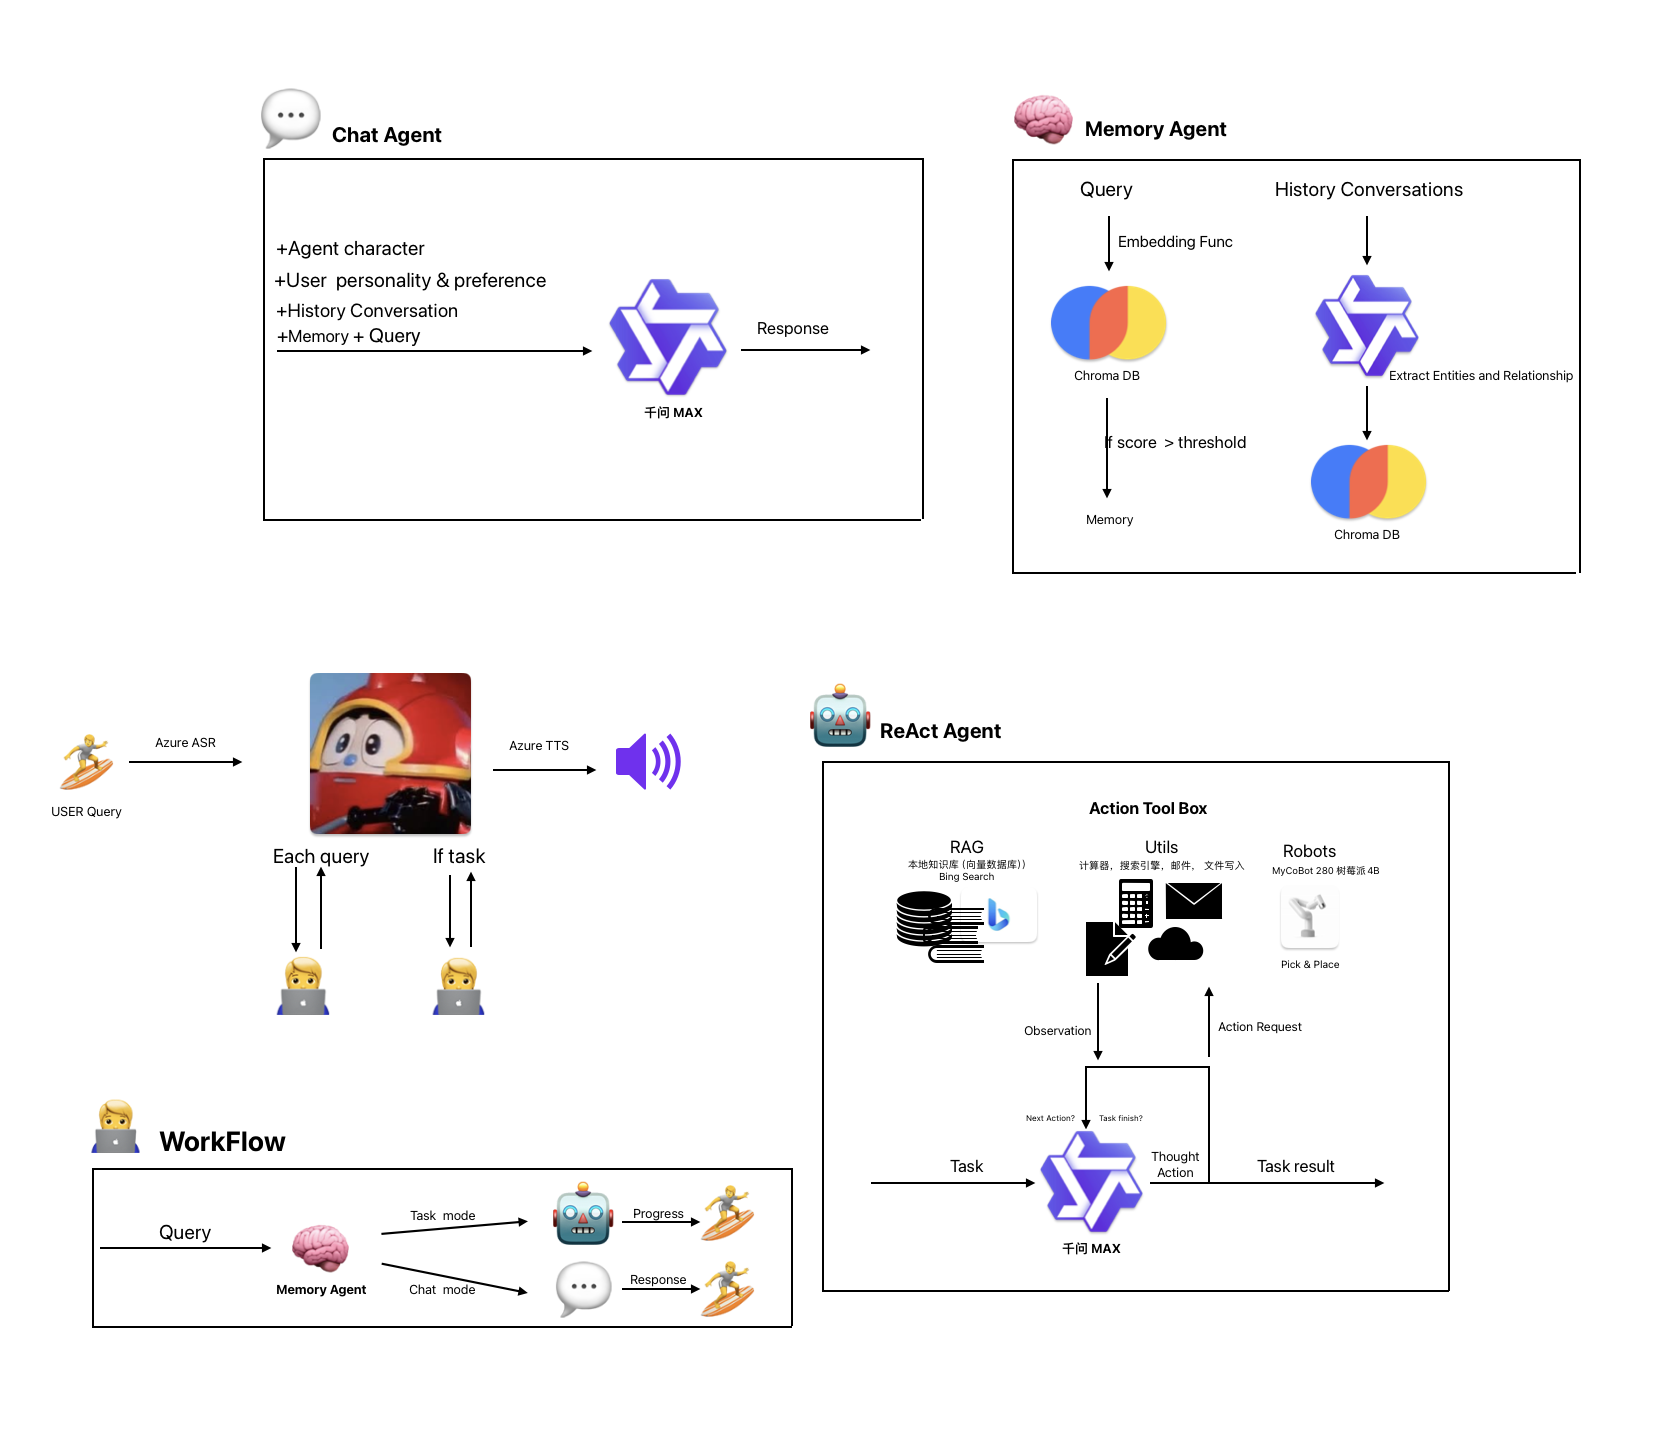 Chat Agent
+Agent character
+User personality & preference
+History Conversation
+Memory + Query
Response
千问 MAX
Memory Agent
Query
History Conversations
Embedding Func
Chroma DB
Extract Entities and Relationship
If score > threshold
Memory
Chroma DB
USER Query
Azure ASR
Azure TTS
Each query
If task
WorkFlow
Query
Memory Agent
Task mode
Chat mode
Progress
Response
ReAct Agent
Action Tool Box
RAG
本地知识库 (向量数据库))
Bing Search
Utils
计算器，搜索引擎，邮件， 文件写入
Robots
MyCoBot 280 树莓派 4B
Pick & Place
Observation
Action Request
Next Action?
Task finish?
Task
Thought
Action
Task result
千问 MAX